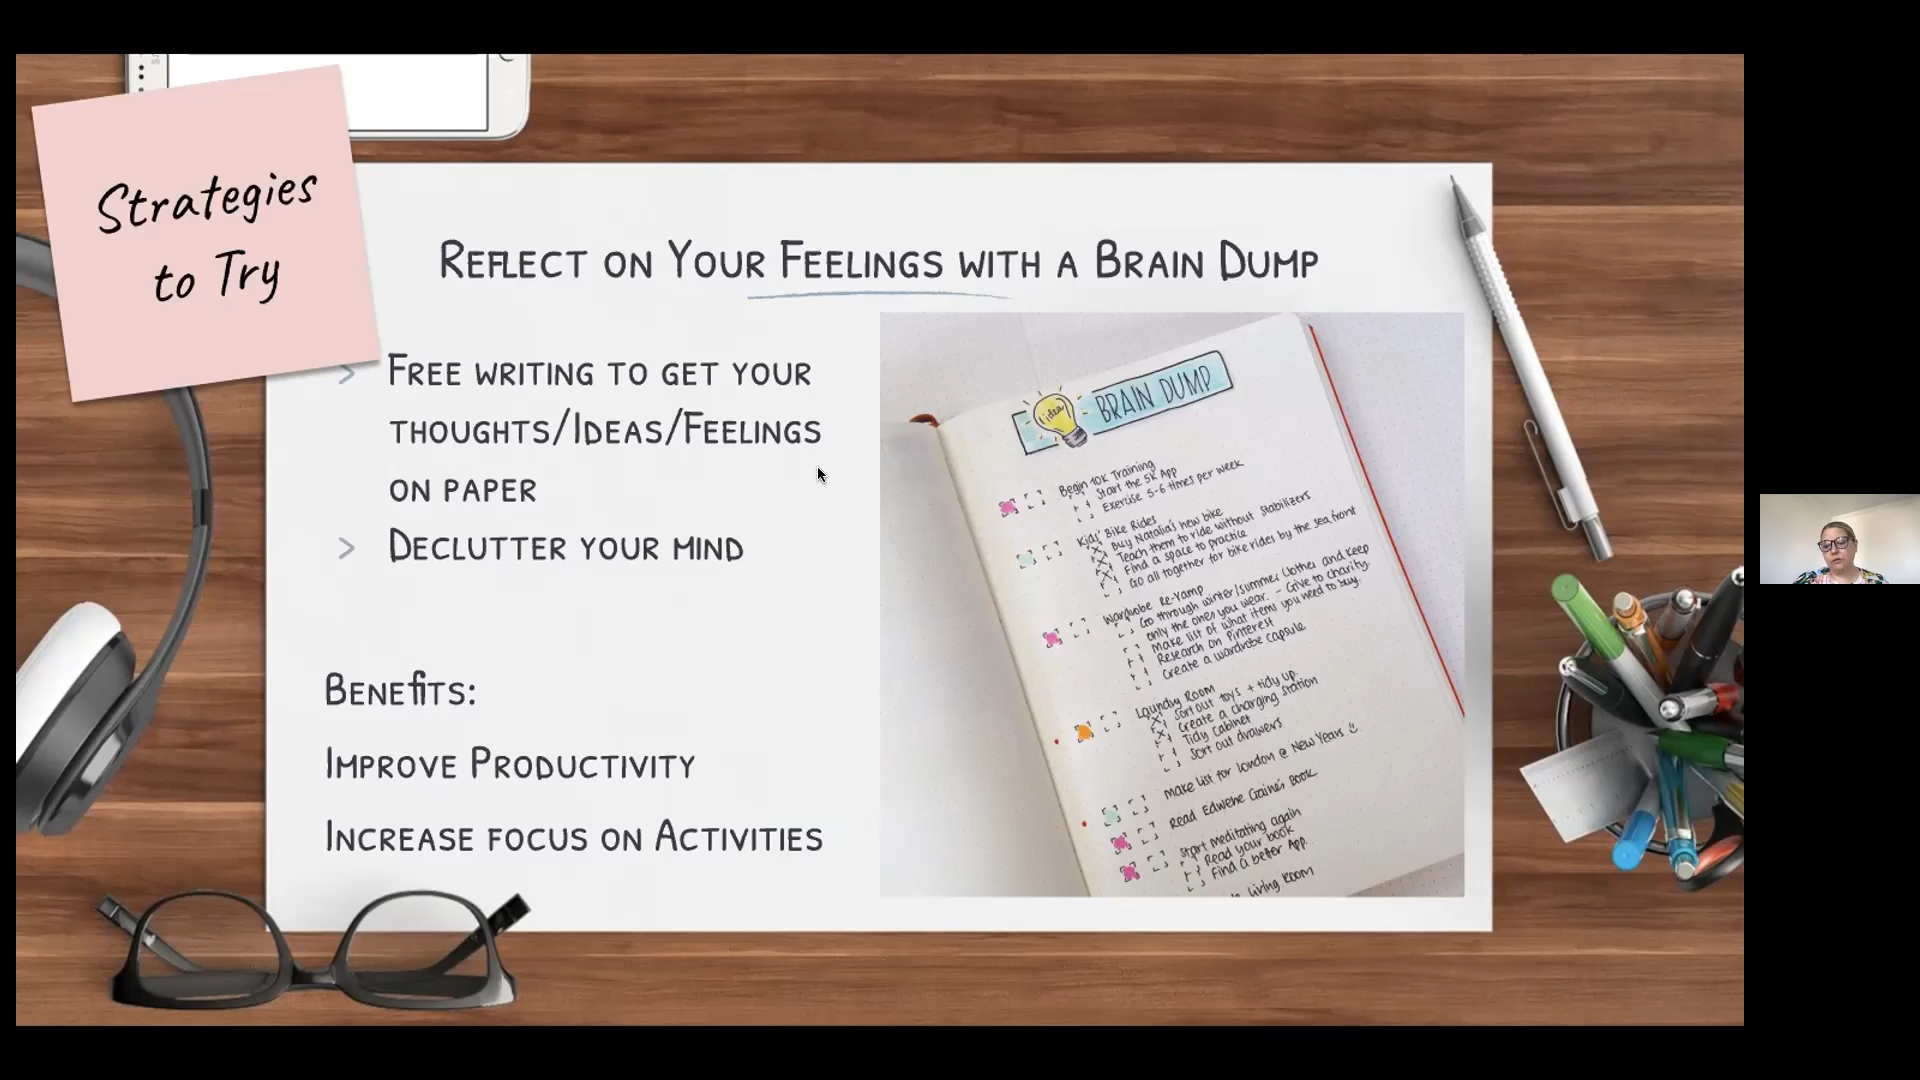 Strategies
to Try
Reflect on Your Feelings with a Brain Dump
> Free writing to get your
thoughts/Ideas/Feelings
on paper
> Declutter your mind
Benefits:
Improve Productivity
Increase focus on Activities
idea
BRAIN DUMP
Begin 10K Training
Start the 5K App
Exercise 5-6 times per week
Kids' Bike Rides
Buy Natalia's new bike
Teach them to ride without stabilizers
Find a space to practice
Go all together for bike rides by the sea front
Wardrobe Re-Vamp
Go through winter/summer clothes and keep
only the ones you wear. - Give to charity.
Make list of what items you need to buy.
Research on Pinterest
Create a wardrobe capsule
Laundry Room
Sort out toys + tidy up.
Create a charging station
Tidy Cabinet
Sort out drawers
Make list for London @ New Years
Read Book
Start meditating again
Read your book
Find a better App.
Living Room